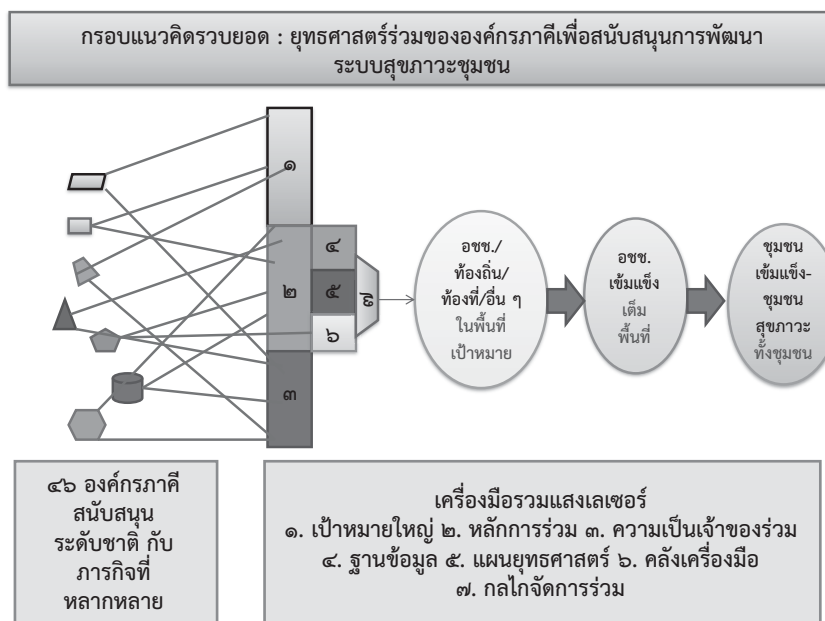 กรอบแนวคิดรวบยอด : ยุทธศาสตร์ร่วมขององค์กรภาคีเพื่อสนับสนุนการพัฒนา
ระบบสุขภาวะชุมชน
๑
๒
๓
๔
๕
๖
๗
อชช./
ท้องถิ่น/
ท้องที่/อื่น ๆ
ในพื้นที่
เป้าหมาย
อชช.
เข้มแข็ง
เต็ม
พื้นที่
ชุมชน
เข้มแข็ง-
ชุมชน
สุขภาวะ
ทั้งชุมชน
๔๖ องค์กรภาคี
สนับสนุน
ระดับชาติ กับ
ภารกิจที่
หลากหลาย
เครื่องมือรวมแสงเลเซอร์
๑. เป้าหมายใหญ่ ๒. หลักการร่วม ๓. ความเป็นเจ้าของร่วม
๔. ฐานข้อมูล ๕. แผนยุทธศาสตร์ ๖. คลังเครื่องมือ
๗. กลไกจัดการร่วม